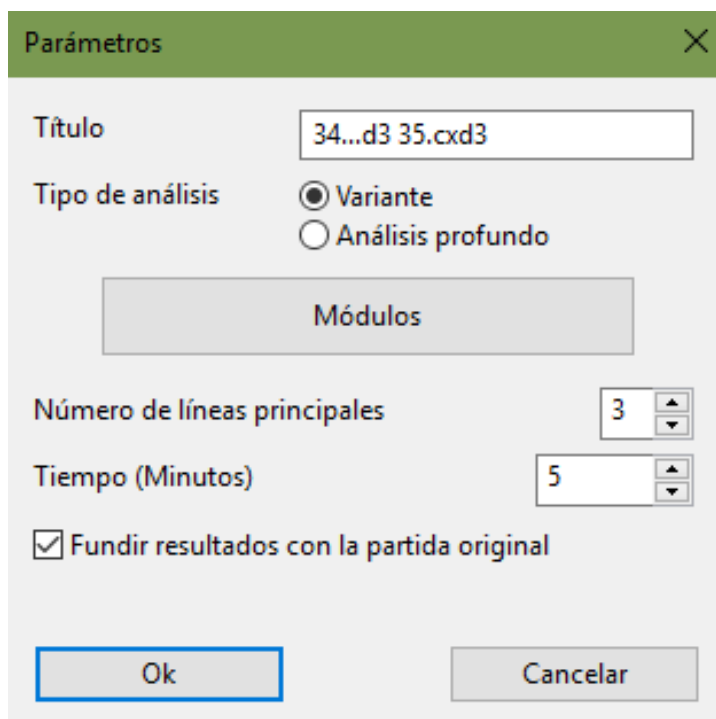 Parámetros
Título 34...d3 35.cxd3
Tipo de análisis Variante
Análisis profundo
Módulos
Número de líneas principales 3
Tiempo (Minutos) 5
Fundir resultados con la partida original
Ok Cancelar